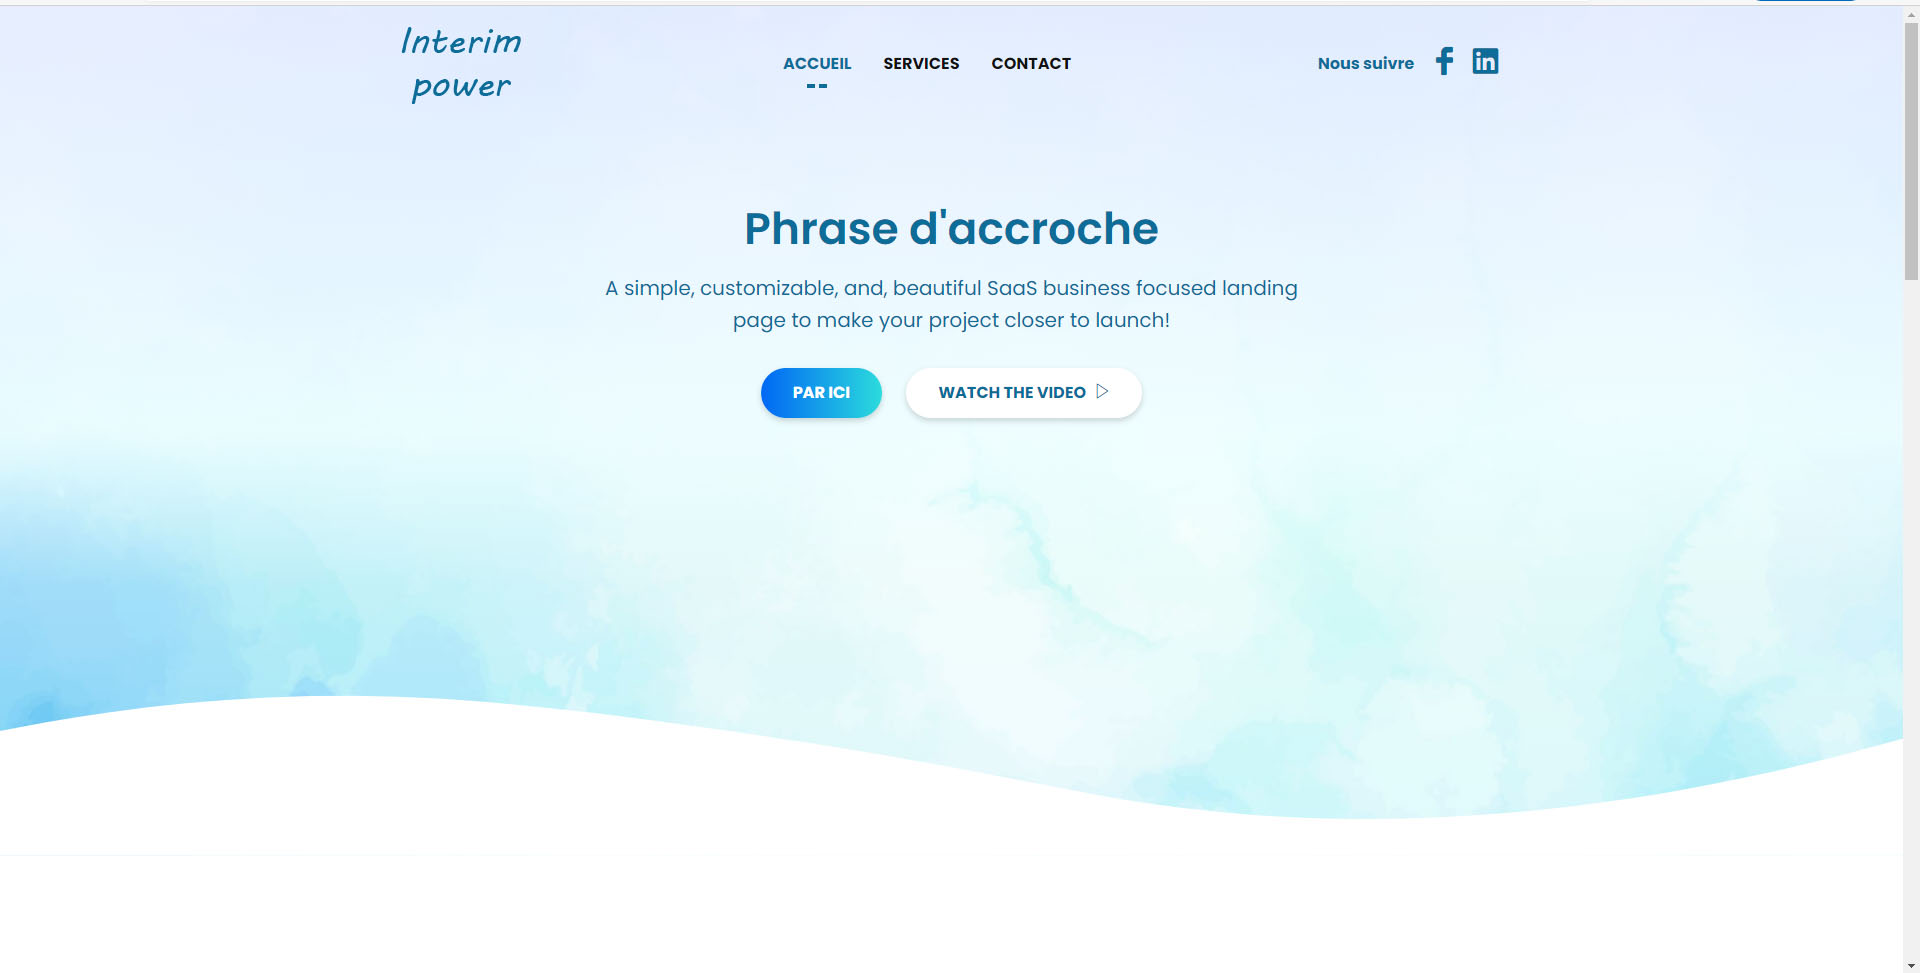 Interim
power
ACCUEIL SERVICES CONTACT
Nous suivre
Phrase d'accroche
A simple, customizable, and, beautiful SaaS business focused landing
page to make your project closer to launch!
PAR ICI
WATCH THE VIDEO